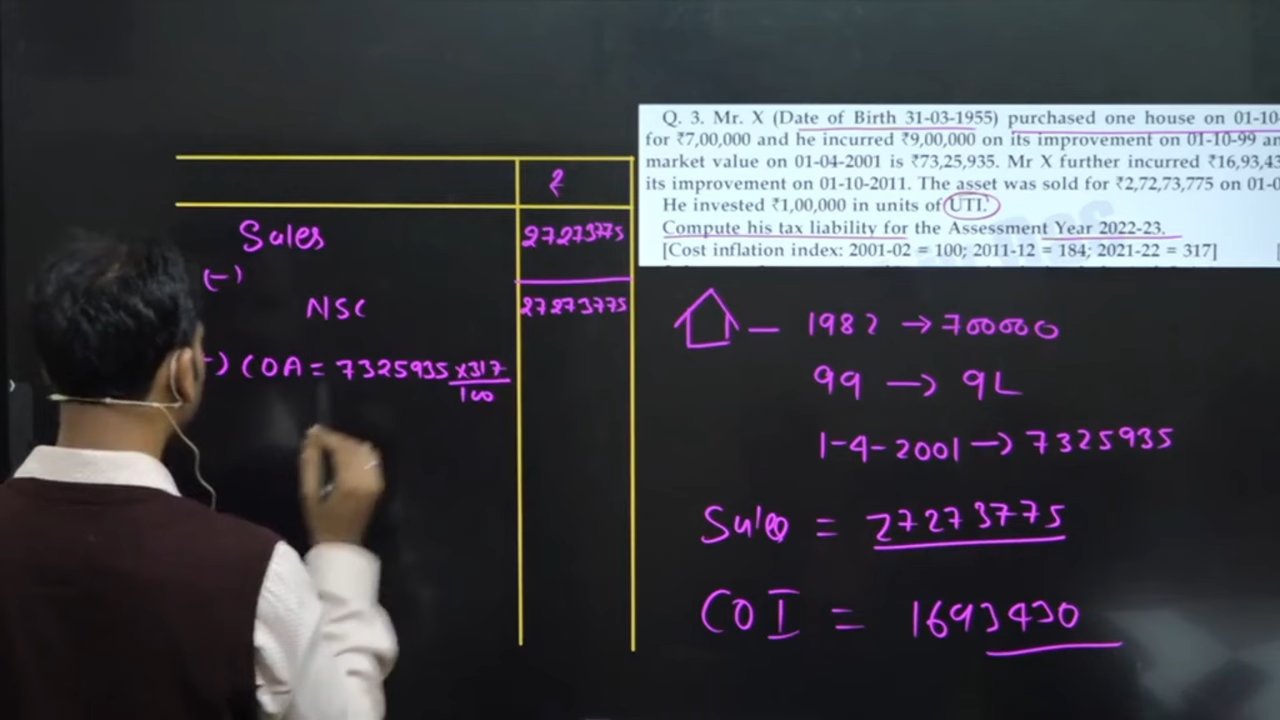 Q. 3. Mr. X (Date of Birth 31-03-1955) purchased one house on 01-10-
for ₹7,00,000 and he incurred ₹9,00,000 on its improvement on 01-10-99 an
market value on 01-04-2001 is ₹73,25,935. Mr X further incurred ₹16,93,43
its improvement on 01-10-2011. The asset was sold for ₹2,72,73,775 on 01-0
He invested ₹1,00,000 in units of UTI.
Compute his tax liability for the Assessment Year 2022-23.
[Cost inflation index: 2001-02 = 100; 2011-12 = 184; 2021-22 = 317]
₹
Sales 27273775
(-)
NSC 27273775
-) COA = 7325935 ×317
100
— 1982 → 700000
99 → 9L
1-4-2001 → 7325935
Sales = 27273775
COI = 1693430